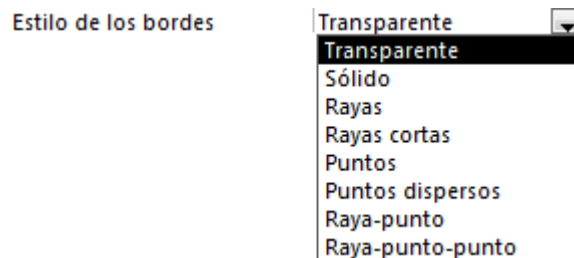 Estilo de los bordes Transparente
Transparente
Sólido
Rayas
Rayas cortas
Puntos
Puntos dispersos
Raya-punto
Raya-punto-punto